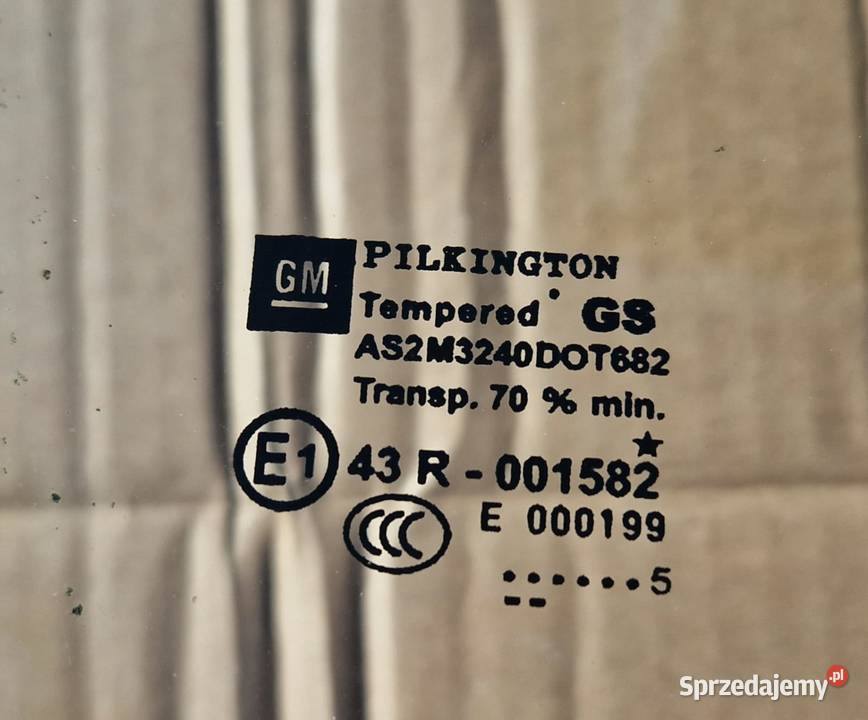 GM
PILKINGTON
Tempered GS
AS2M3240DOT682
Transp. 70 % min.
E1 43 R - 001582
CCC E 000199
......5
Sprzedajemy.pl